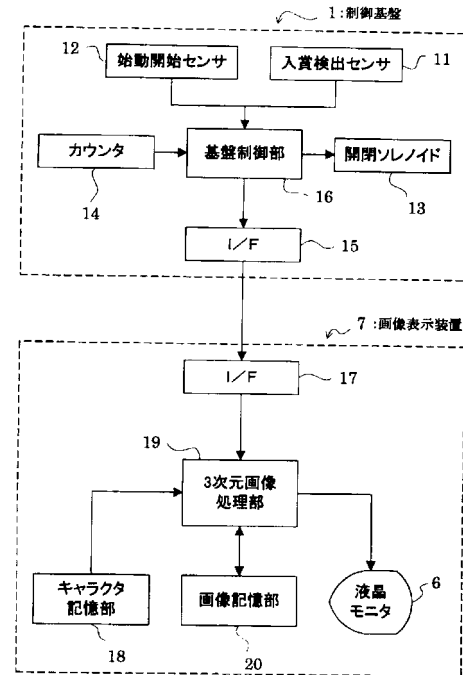 1:制御基盤
12
始動開始センサ
入賞検出センサ
11
カウンタ
14
基盤制御部
16
開閉ソレノイド
13
I/F
15
7:画像表示装置
I/F
17
19
3次元画像
処理部
キャラクタ
記憶部
18
画像記憶部
20
液晶
モニタ
6